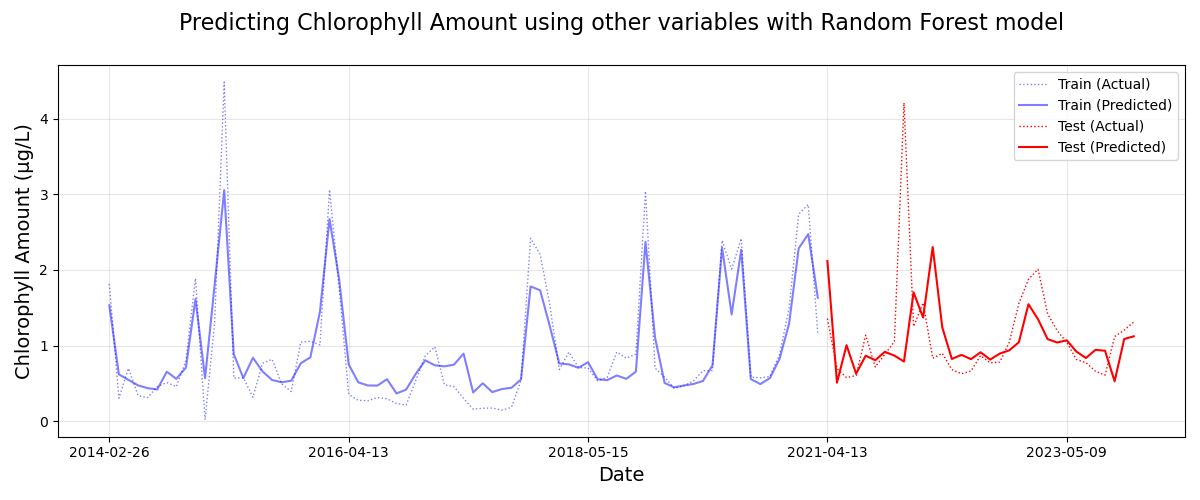 Predicting Chlorophyll Amount using other variables with Random Forest model
Chlorophyll Amount (µg/L)
4
3
2
1
0
Train (Actual)
Train (Predicted)
Test (Actual)
Test (Predicted)
2014-02-26
2016-04-13
2018-05-15
2021-04-13
2023-05-09
Date